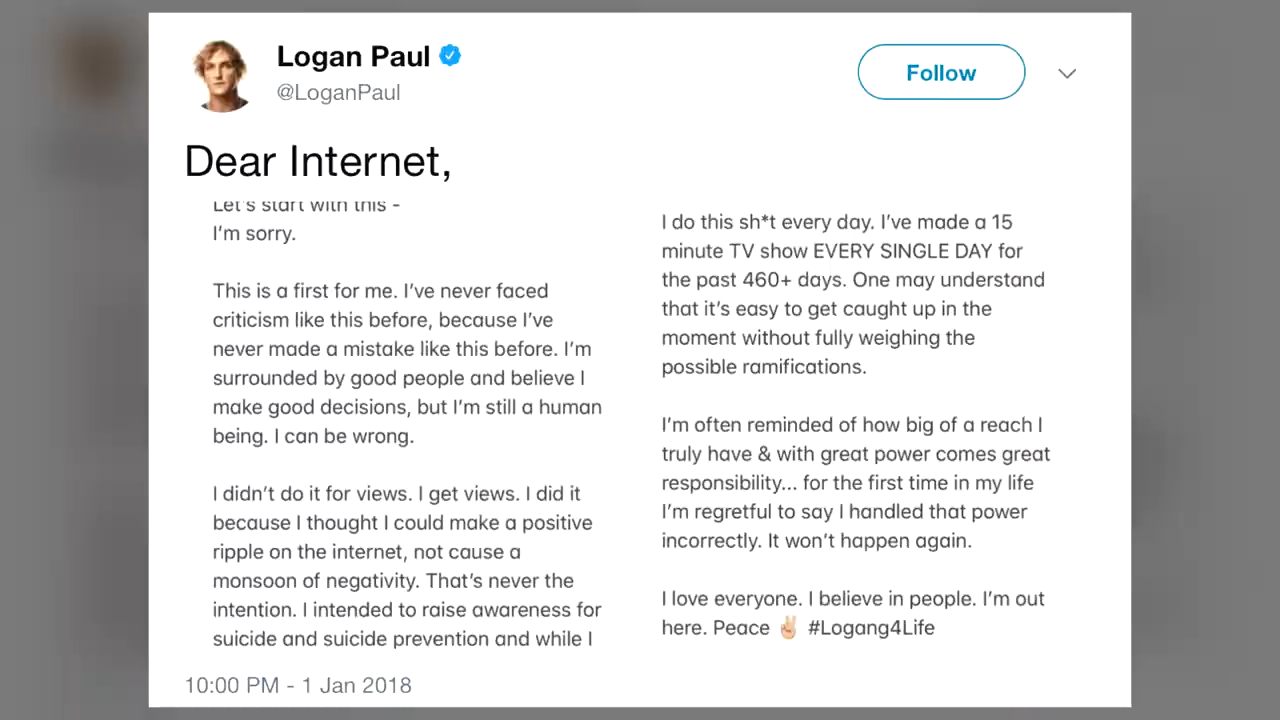 Logan Paul
@LoganPaul
Follow
Dear Internet,
Let's start with this -
I'm sorry.
This is a first for me. I've never faced
criticism like this before, because I've
never made a mistake like this before. I'm
surrounded by good people and believe I
make good decisions, but I'm still a human
being. I can be wrong.
I didn't do it for views. I get views. I did it
because I thought I could make a positive
ripple on the internet, not cause a
monsoon of negativity. That's never the
intention. I intended to raise awareness for
suicide and suicide prevention and while I
I do this sh*t every day. I've made a 15
minute TV show EVERY SINGLE DAY for
the past 460+ days. One may understand
that it's easy to get caught up in the
moment without fully weighing the
possible ramifications.
I'm often reminded of how big of a reach I
truly have & with great power comes great
responsibility... for the first time in my life
I'm regretful to say I handled that power
incorrectly. It won't happen again.
I love everyone. I believe in people. I'm out
here. Peace ✌🏼 #Logang4Life
10:00 PM - 1 Jan 2018